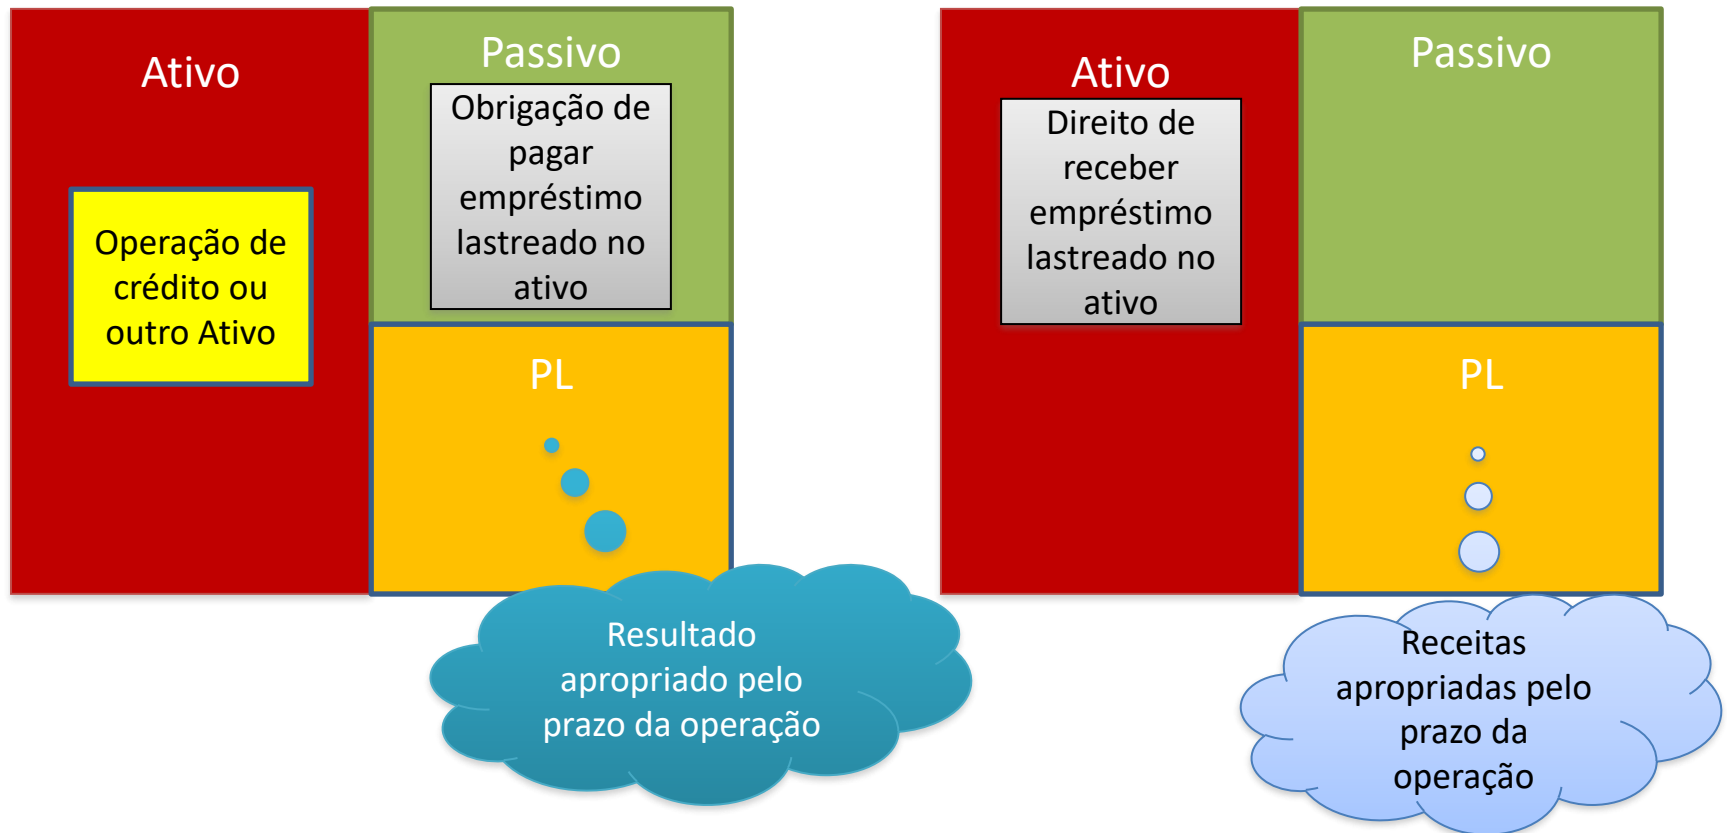 Ativo
Passivo
Obrigação de
pagar
empréstimo
lastreado no
ativo
Operação de
crédito ou
outro Ativo
PL
Resultado
apropriado pelo
prazo da operação
Ativo
Passivo
Direito de
receber
empréstimo
lastreado no
ativo
PL
Receitas
apropriadas pelo
prazo da
operação